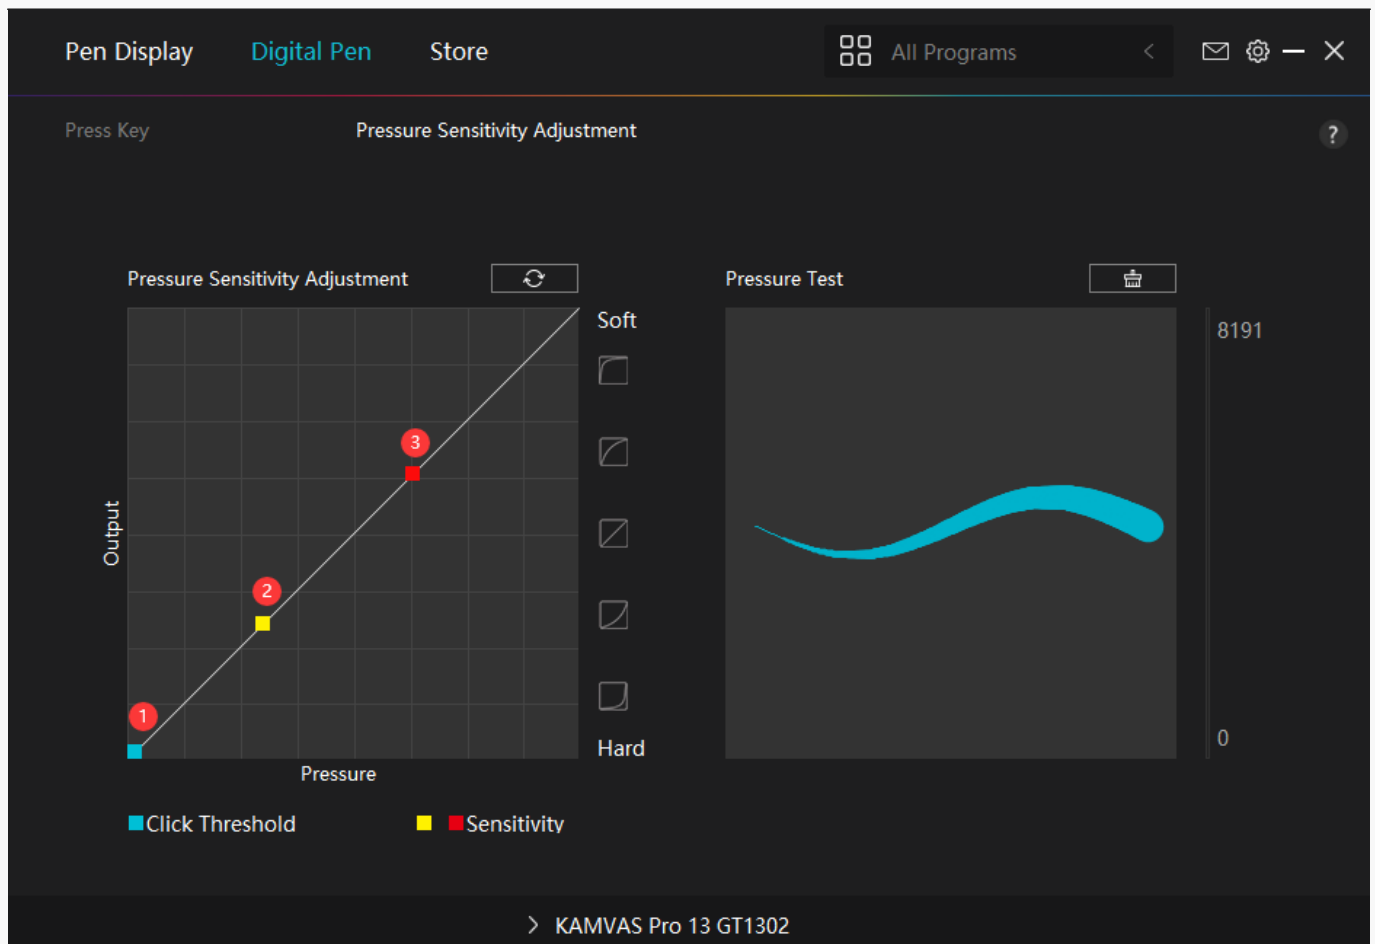 Pen Display Digital Pen Store All Programs
Press Key Pressure Sensitivity Adjustment ?
Pressure Sensitivity Adjustment
Soft
3
2
1
Output
Hard
Pressure
Click Threshold Sensitivity
Pressure Test
8191
0
KAMVAS Pro 13 GT1302